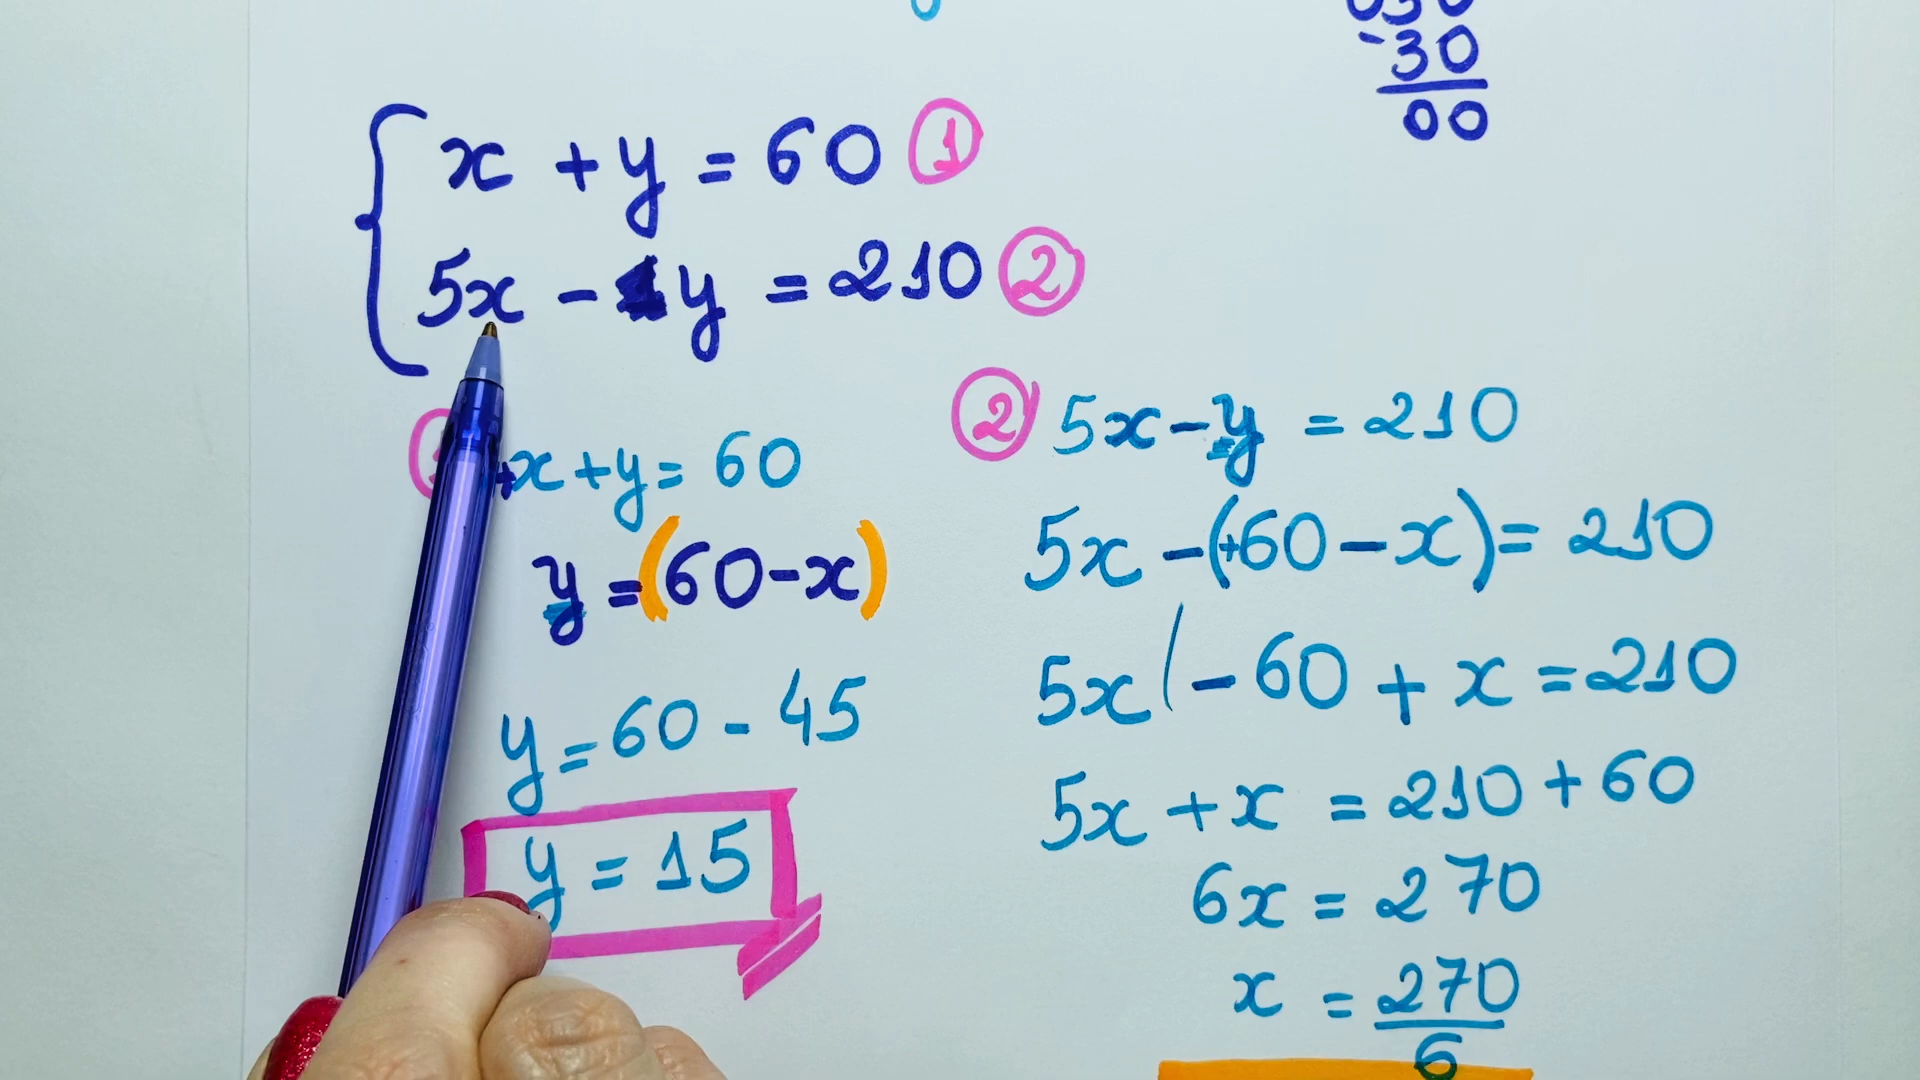 -30
00
x + y = 60 ①
5x - y = 210 ②
+x + y = 60
y = (60 - x)
y = 60 - 45
y = 15
② 5x - y = 210
5x - (+60 - x) = 210
5x (- 60 + x = 210
5x + x = 210 + 60
6x = 270
x = 270
6